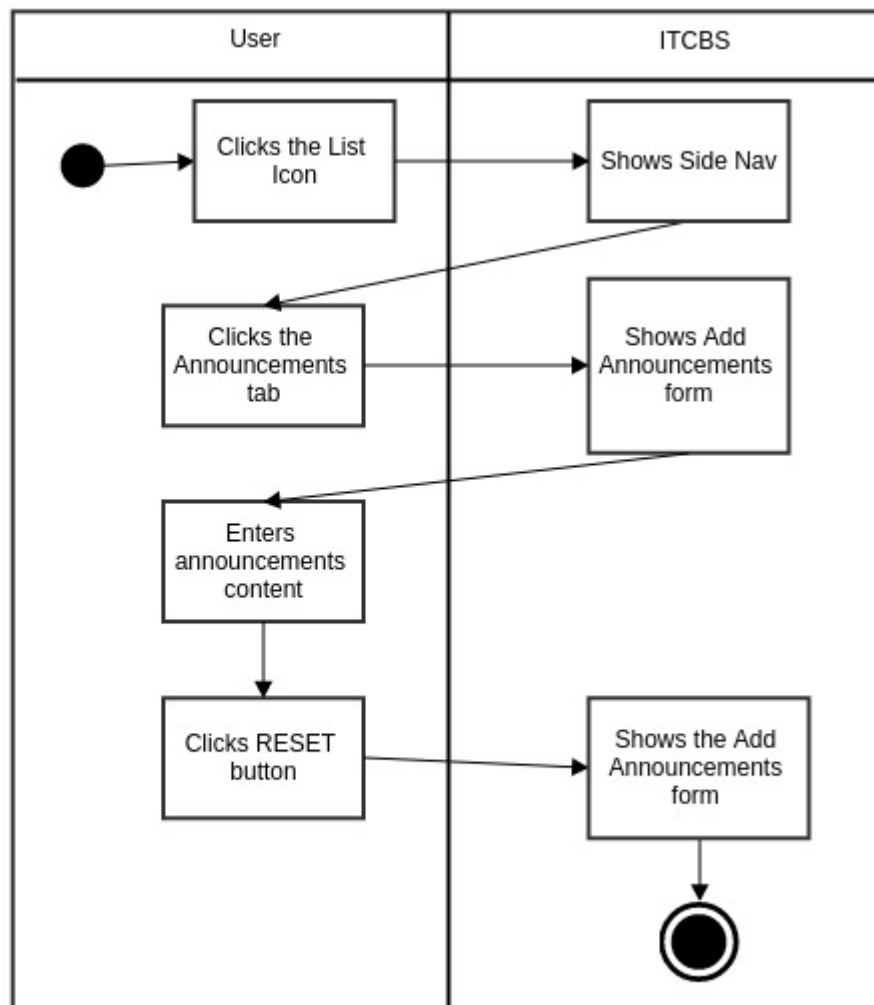 User
ITCBS
Clicks the List
Icon
Shows Side Nav
Clicks the
Announcements
tab
Shows Add
Announcements
form
Enters
announcements
content
Clicks RESET
button
Shows the Add
Announcements
form